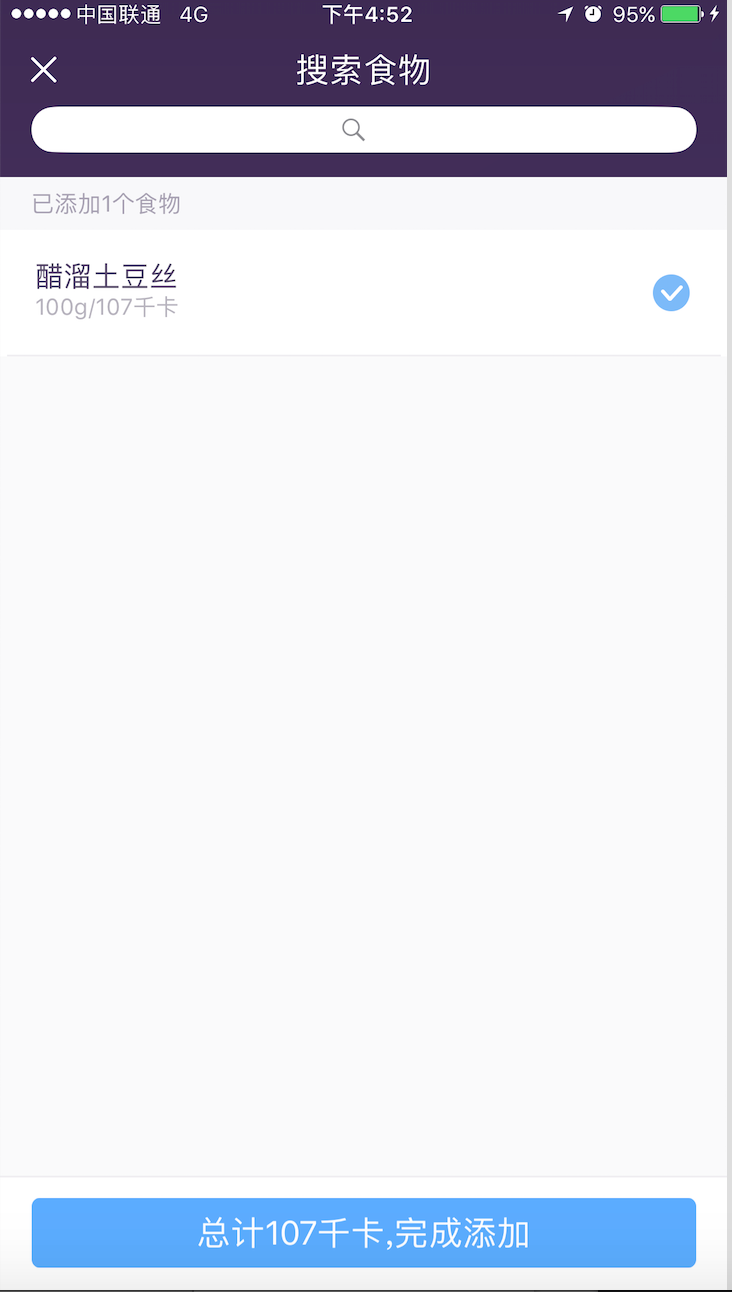 中国联通 4G 下午4:52 95%
搜索食物
已添加1个食物
醋溜土豆丝
100g/107千卡
总计107千卡,完成添加